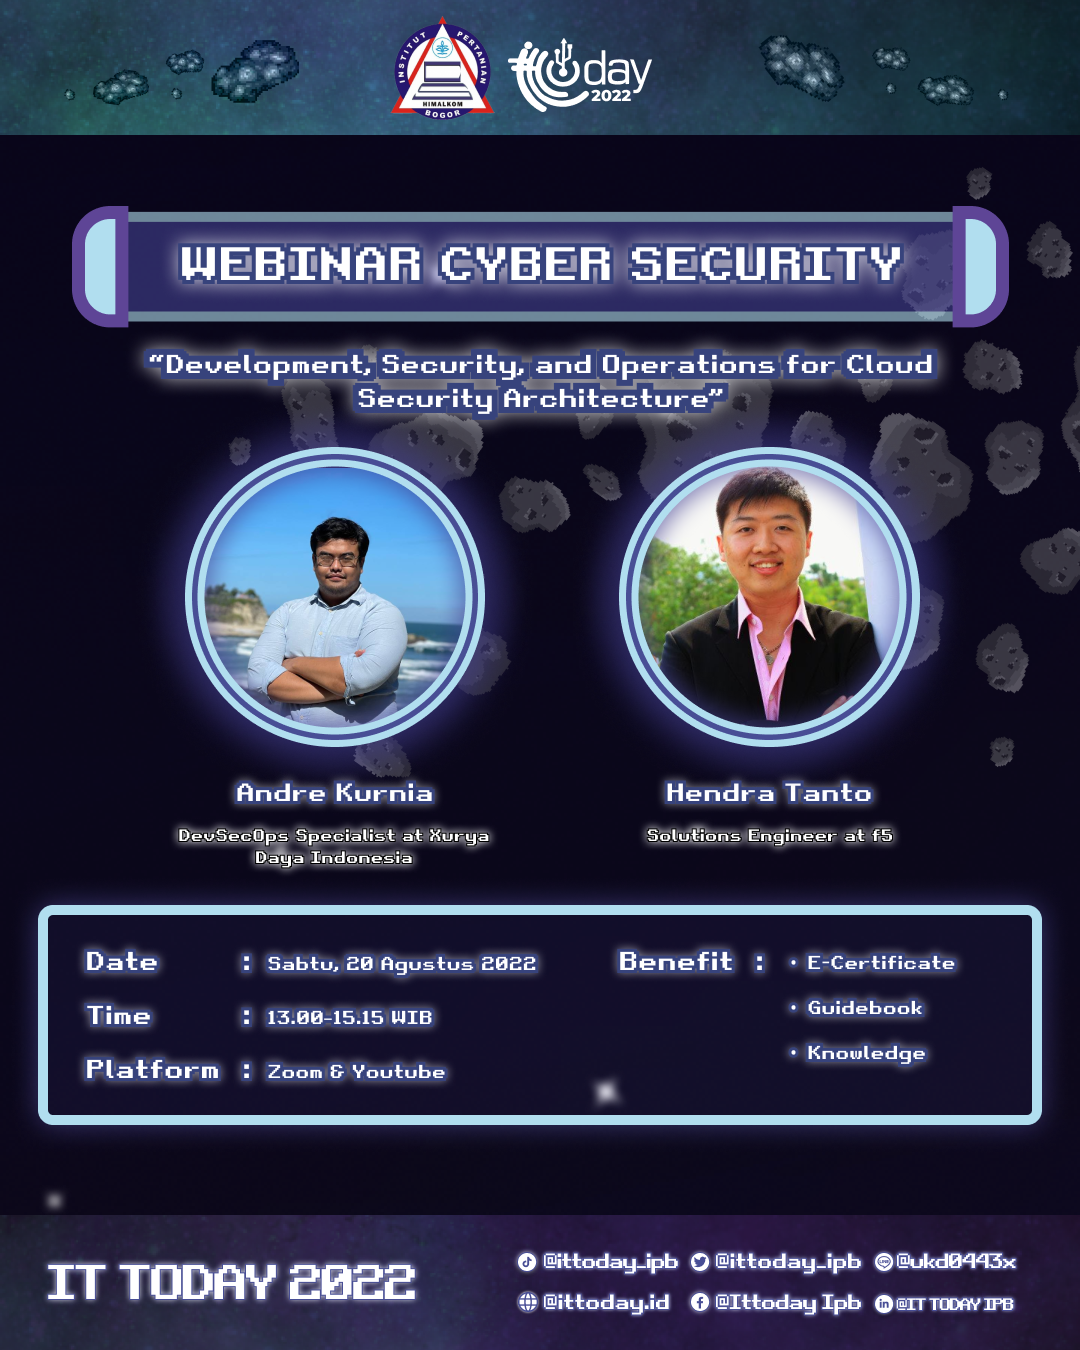 INSTITUT PERTANIAN
HIMALKOM
BOGOR
itoday
2022
WEBINAR CYBER SECURITY
“Development, Security, and Operations for Cloud
Security Architecture”
Andre Kurnia
Hendra Tanto
DevSecOps Specialist at Xurya
Daya Indonesia
Solutions Engineer at f5
Date : Sabtu, 20 Agustus 2022
Time : 13.00-15.15 WIB
Platform : Zoom & Youtube
Benefit : • E-Certificate
• Guidebook
• Knowledge
IT TODAY 2022
@ittoday_ipb @ittoday_ipb @ukd0443x
@ittoday.id @Ittoday Ipb @IT TODAY IPB